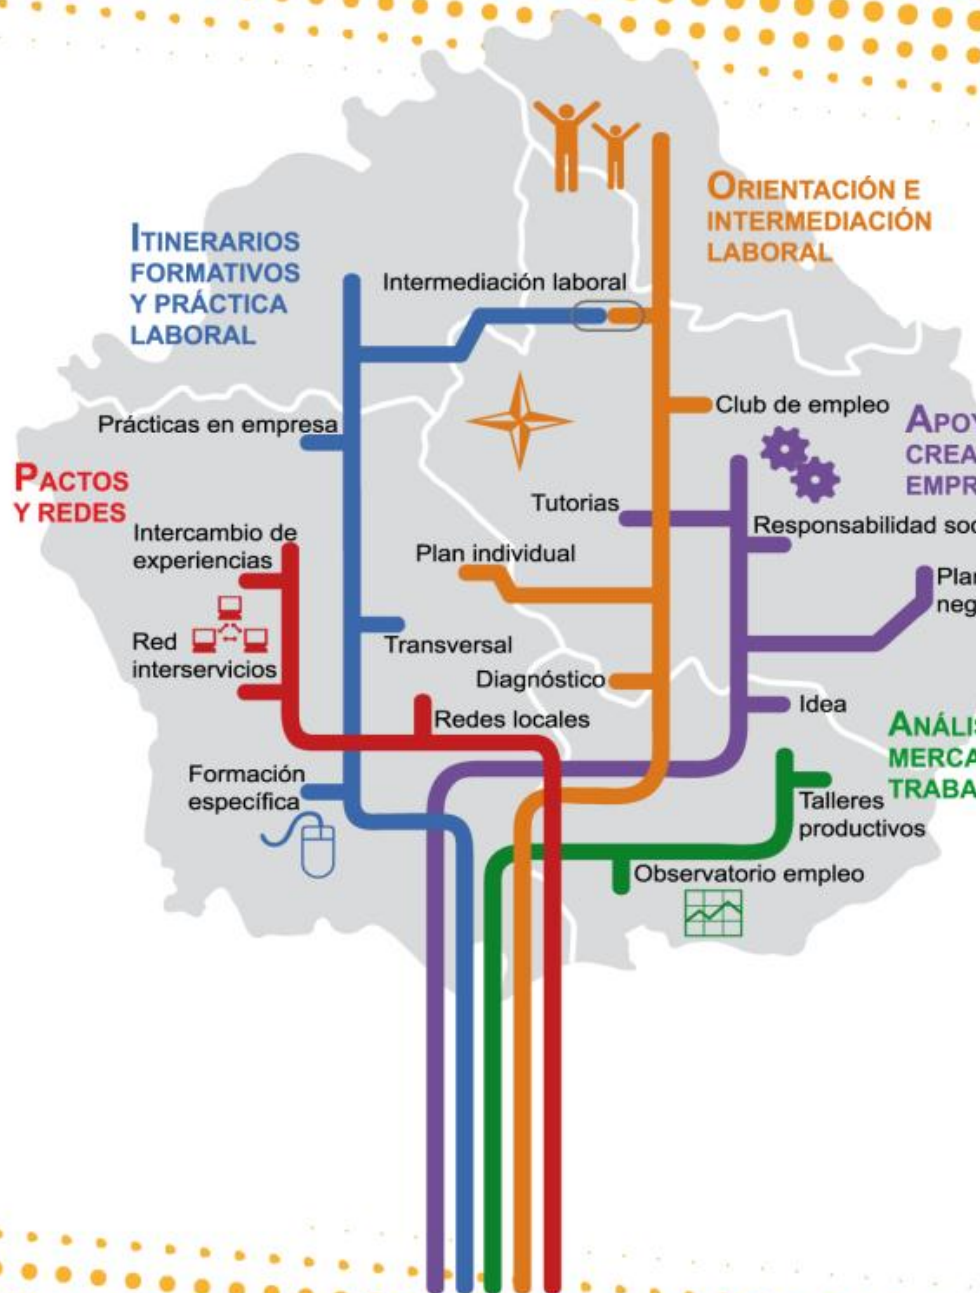 ORIENTACIÓN E
INTERMEDIACIÓN
LABORAL
ITINERARIOS
FORMATIVOS
Y PRÁCTICA
LABORAL
Intermediación laboral
Club de empleo
Prácticas en empresa
APOY
CREA
EMPR
PACTOS
Y REDES
Tutorias
Responsabilidad soc
Intercambio de
experiencias
Plan individual
Plan
neg
Red
interservicios
Transversal
Diagnóstico
Idea
Redes locales
ANÁLIS
MERCA
TRABA
Formación
específica
Talleres
productivos
Observatorio empleo